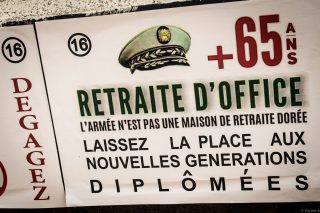 16
DEGAGEZ
16
+65 ANS
RETRAITE D'OFFICE
L'ARMÉE N'EST PAS UNE MAISON DE RETRAITE DORÉE
LAISSEZ LA PLACE AUX
NOUVELLES GENERATIONS
DIPLÔMÉES